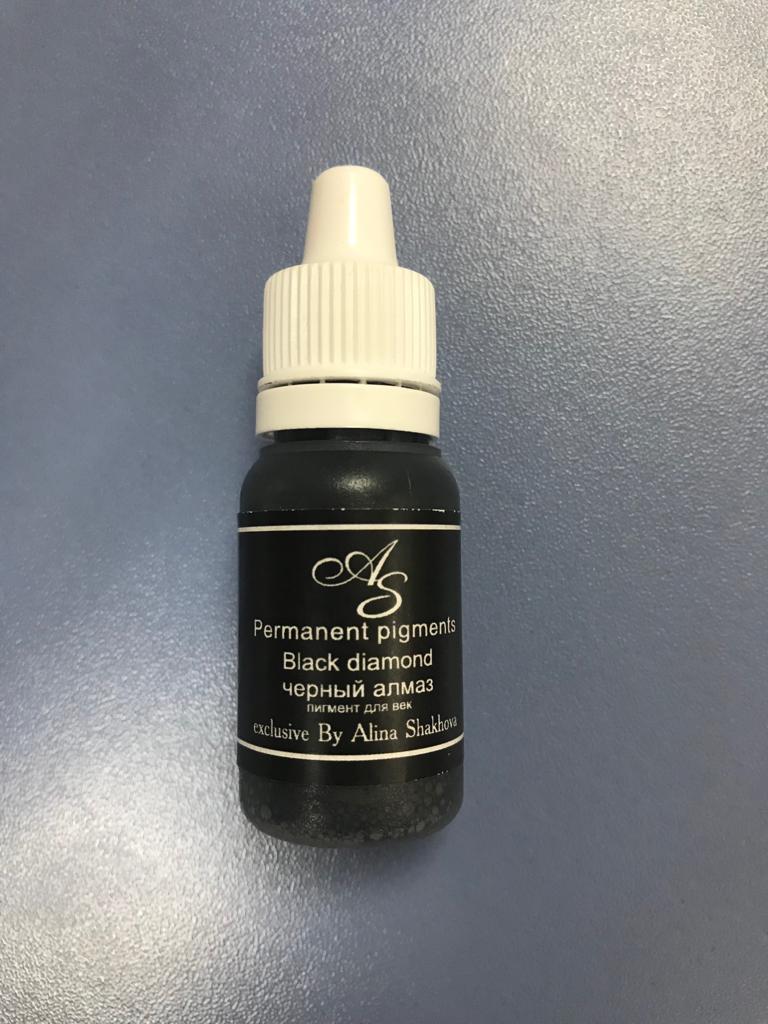 AS
Permanent pigments
Black diamond
черный алмаз
пигмент для век
exclusive By Alina Shakhova